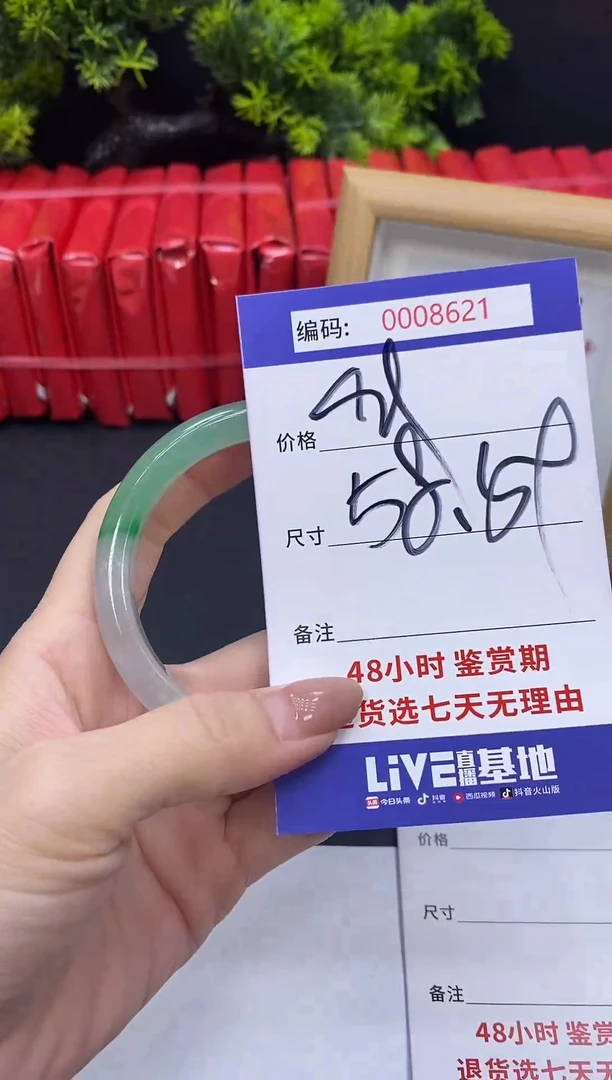 编码: 0008621
价格
尺寸 58.5
备注
48小时 鉴赏期
货选七天无理由
LIVE直播基地
头条 今日头条 抖音 西瓜视频 抖音火山版
价格
尺寸
备注
48小时 鉴赏
退货选七天无